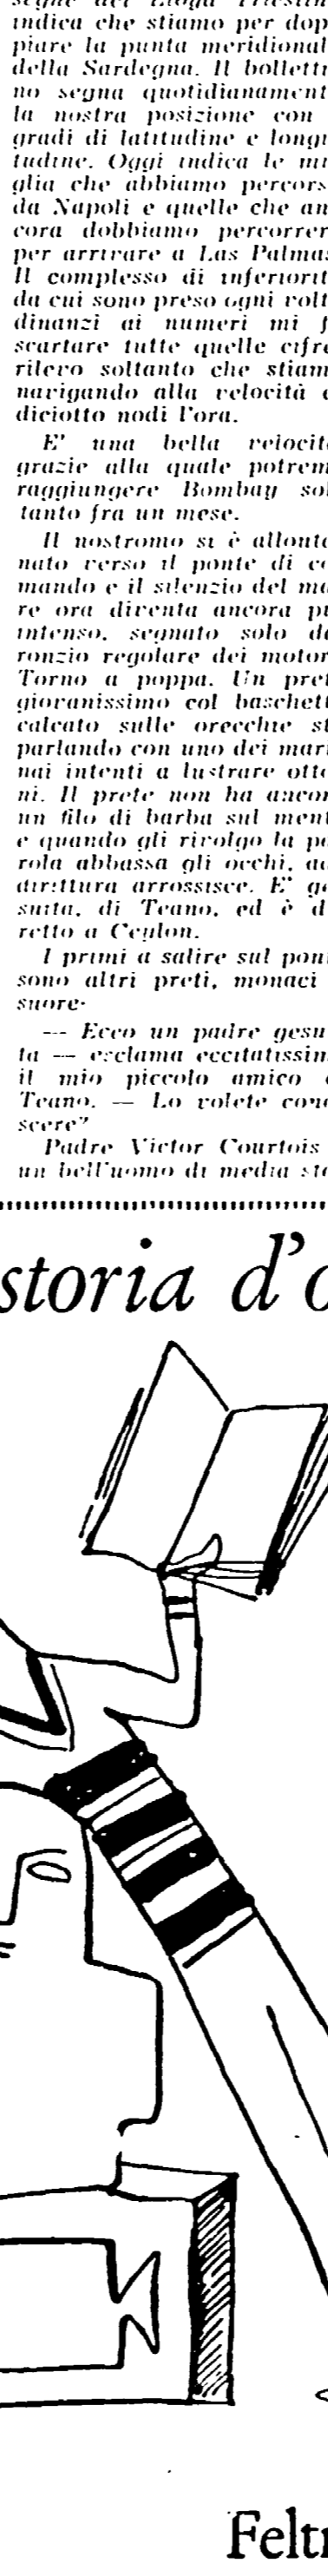 segne del Lloyd Triestin
indica che stiamo per dop
piare la punta meridional
della Sardegna. Il bolletti
no segna quotidianament
la nostra posizione con
gradi di latitudine e longi
tudine. Oggi indica le mi
glia che abbiamo percors
da Napoli e quelle che an
cora dobbiamo percorrer
per arrivare a Las Palmas
Il complesso di inferiorit
da cui sono preso ogni volt
dinanzi ai numeri mi f
scartare tutte quelle cifre
rilevo soltanto che stiam
navigando alla velocità d
diciotto nodi l'ora.
E' una bella velocit
grazie alla quale potrem
raggiungere Bombay sol
tanto fra un mese.
Il nostromo si è allonta
nato verso il ponte di co
mando e il silenzio del ma
re ora diventa ancora pi
intenso, segnato solo da
ronzio regolare dei motor
Torno a poppa. Un pret
giovanissimo col baschett
calcato sulle orecchie st
parlando con uno dei mari
nai intenti a lustrare otto
ni. Il prete non ha ancor
un filo di barba sul ment
e quando gli rivolgo la pa
rola abbassa gli occhi, ad
dirittura arrossisce. E' ge
suita, di Teano, ed è di
retto a Ceylon.
I primi a salire sul pont
sono altri preti, monaci
suore.
— Ecco un padre gesui
ta — esclama eccitatissim
il mio piccolo amico d
Teano. — Lo volete cono
scere?
Padre Victor Courtois
un bell'uomo di media sta
storia d'o
Feltr